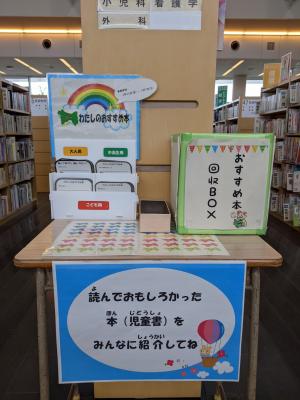 小児科 看護学
外科
わたしのおすすめ本
大人用
中高生用
こども用
おすすめ本
回収BOX
読んでおもしろかった
本(児童書)を
みんなに紹介してね